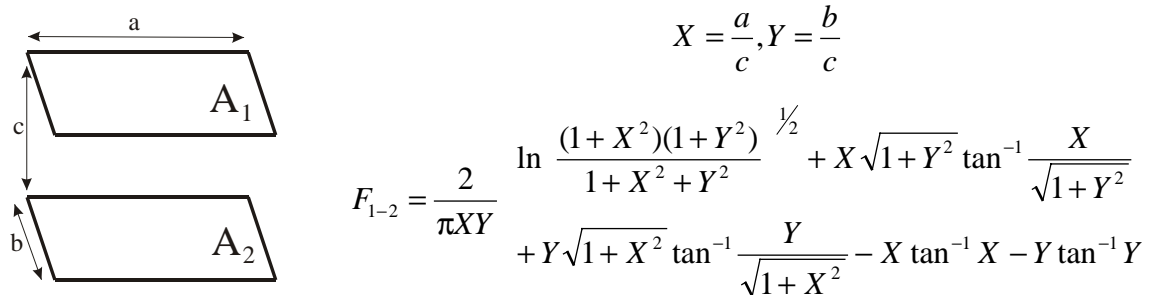 a
A₁
c
A₂
b
X = a/c, Y = b/c
F₁₋₂ = 2/(πXY) ln [(1 + X²)(1 + Y²)]/(1 + X² + Y²) ^½ + X√(1 + Y²) tan⁻¹ X/√(1 + Y²)
+ Y√(1 + X²) tan⁻¹ Y/√(1 + X²) − X tan⁻¹ X − Y tan⁻¹ Y